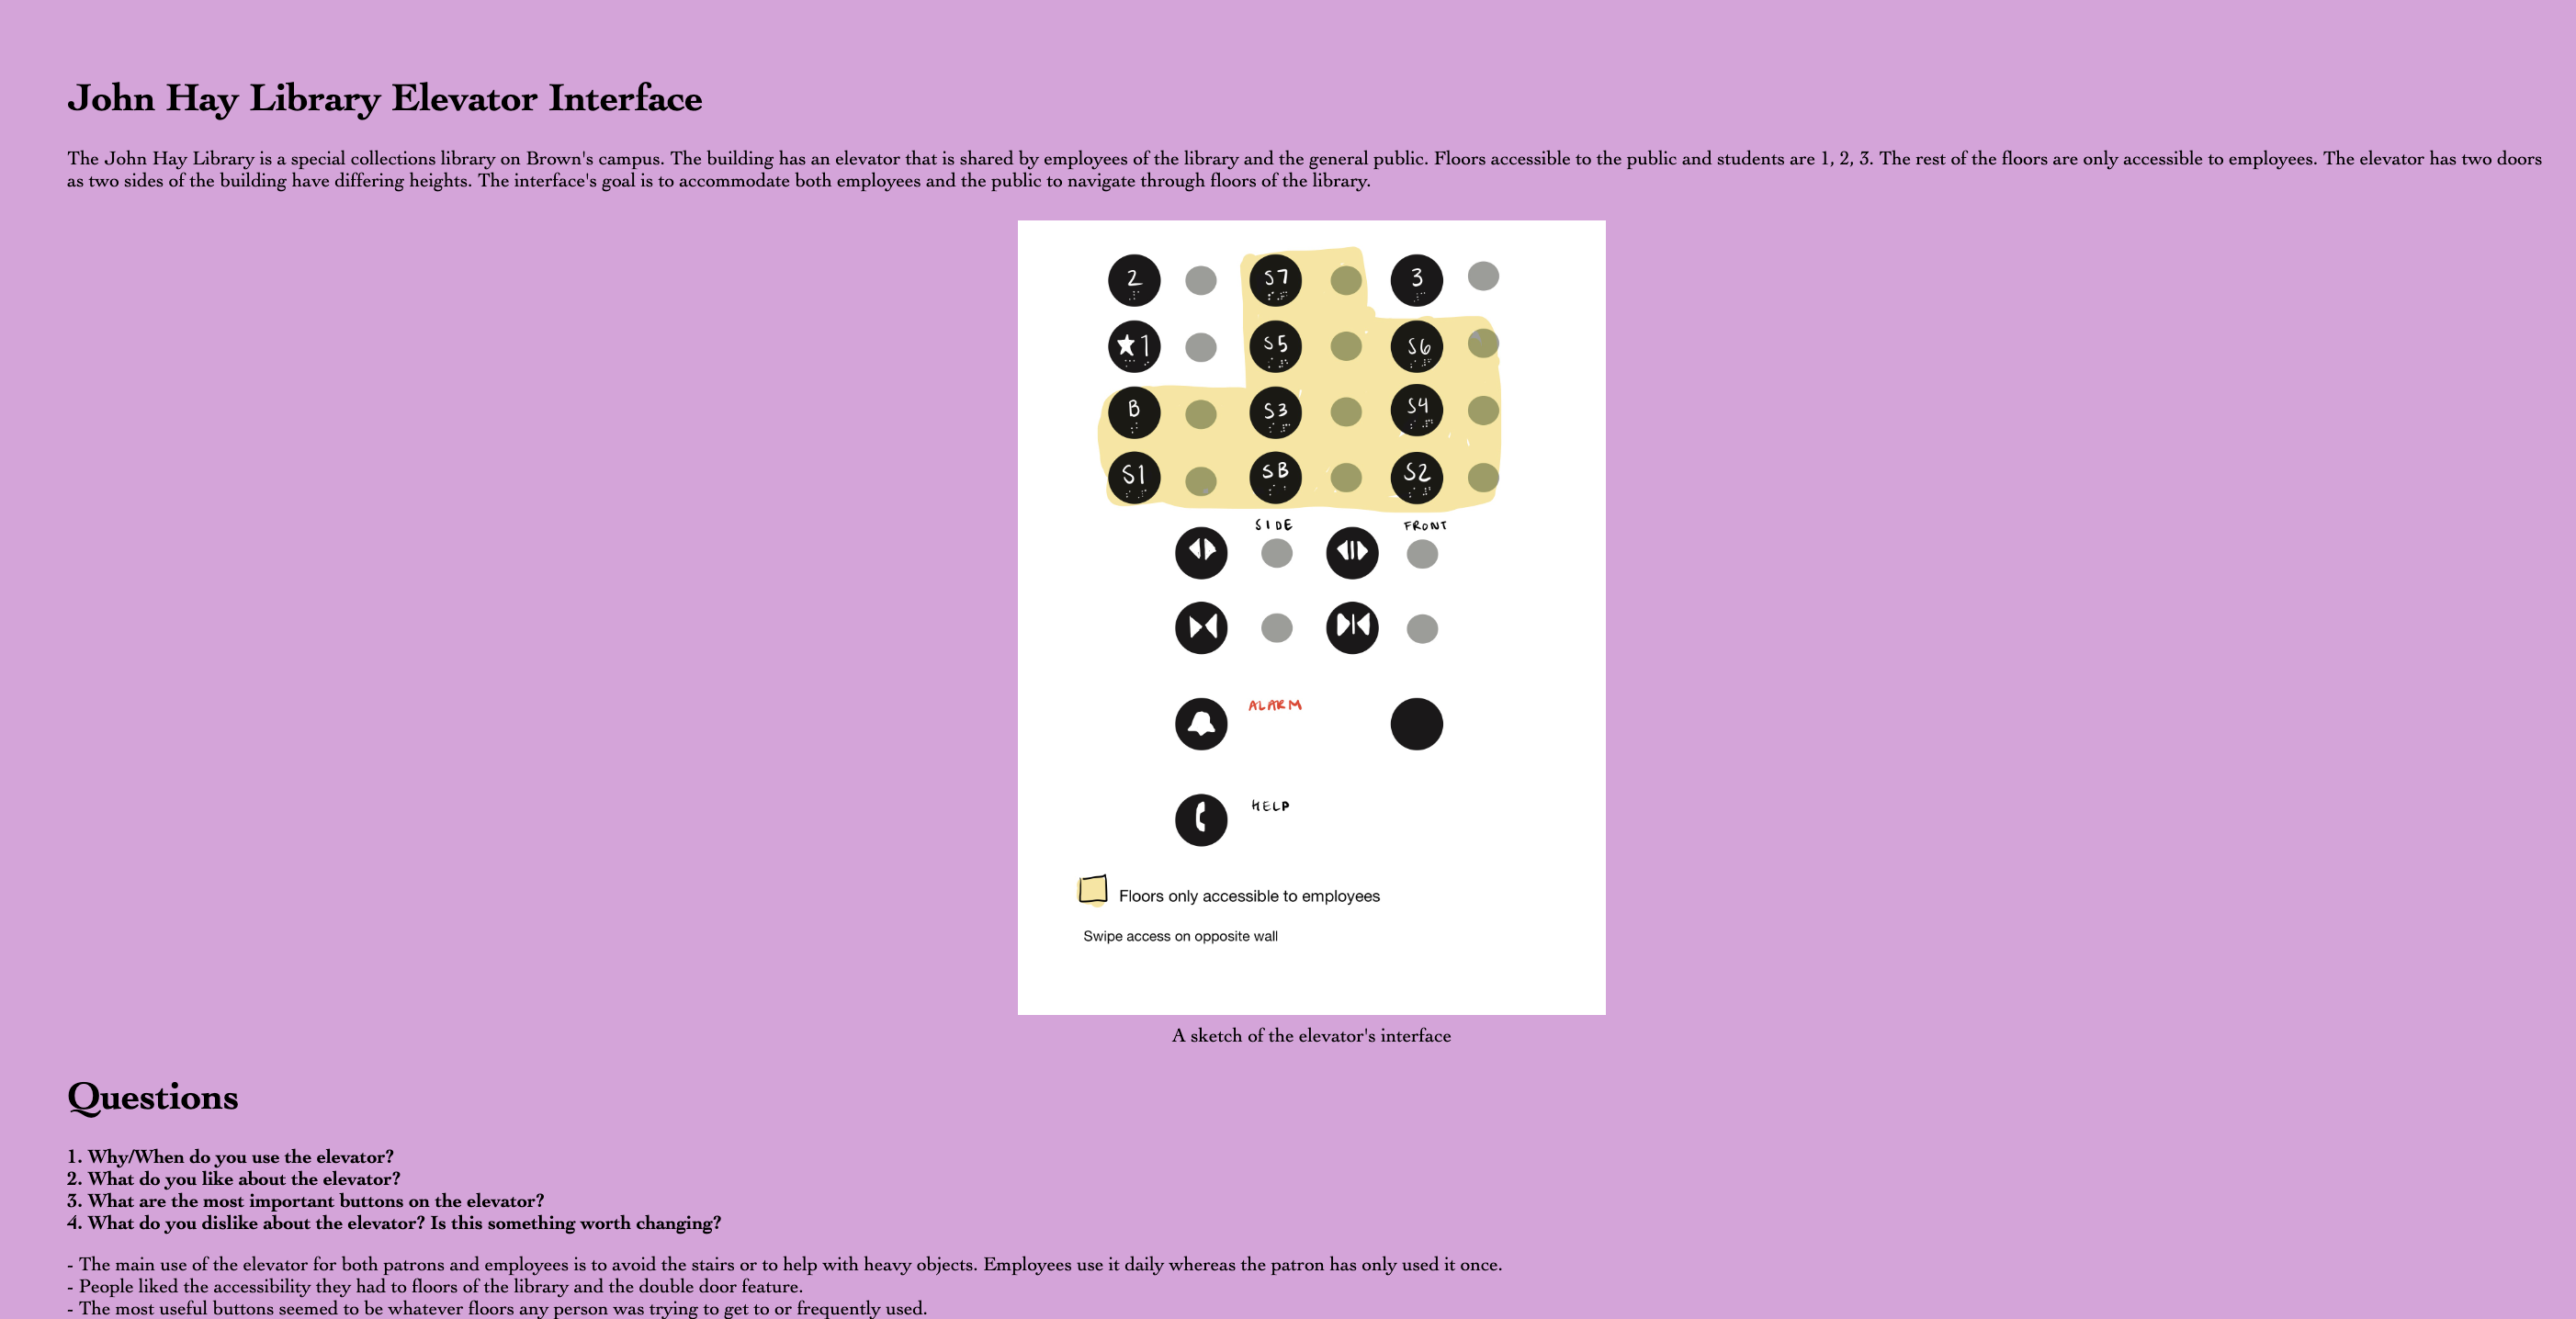 John Hay Library Elevator Interface
The John Hay Library is a special collections library on Brown's campus. The building has an elevator that is shared by employees of the library and the general public. Floors accessible to the public and students are 1, 2, 3. The rest of the floors are only accessible to employees. The elevator has two doors
as two sides of the building have differing heights. The interface's goal is to accommodate both employees and the public to navigate through floors of the library.
2 S7 3
★1 S5 S6
B S3 S4
S1 SB S2
SIDE FRONT
ALARM
HELP
Floors only accessible to employees
Swipe access on opposite wall
A sketch of the elevator's interface
Questions
1. Why/When do you use the elevator?
2. What do you like about the elevator?
3. What are the most important buttons on the elevator?
4. What do you dislike about the elevator? Is this something worth changing?
- The main use of the elevator for both patrons and employees is to avoid the stairs or to help with heavy objects. Employees use it daily whereas the patron has only used it once.
- People liked the accessibility they had to floors of the library and the double door feature.
- The most useful buttons seemed to be whatever floors any person was trying to get to or frequently used.